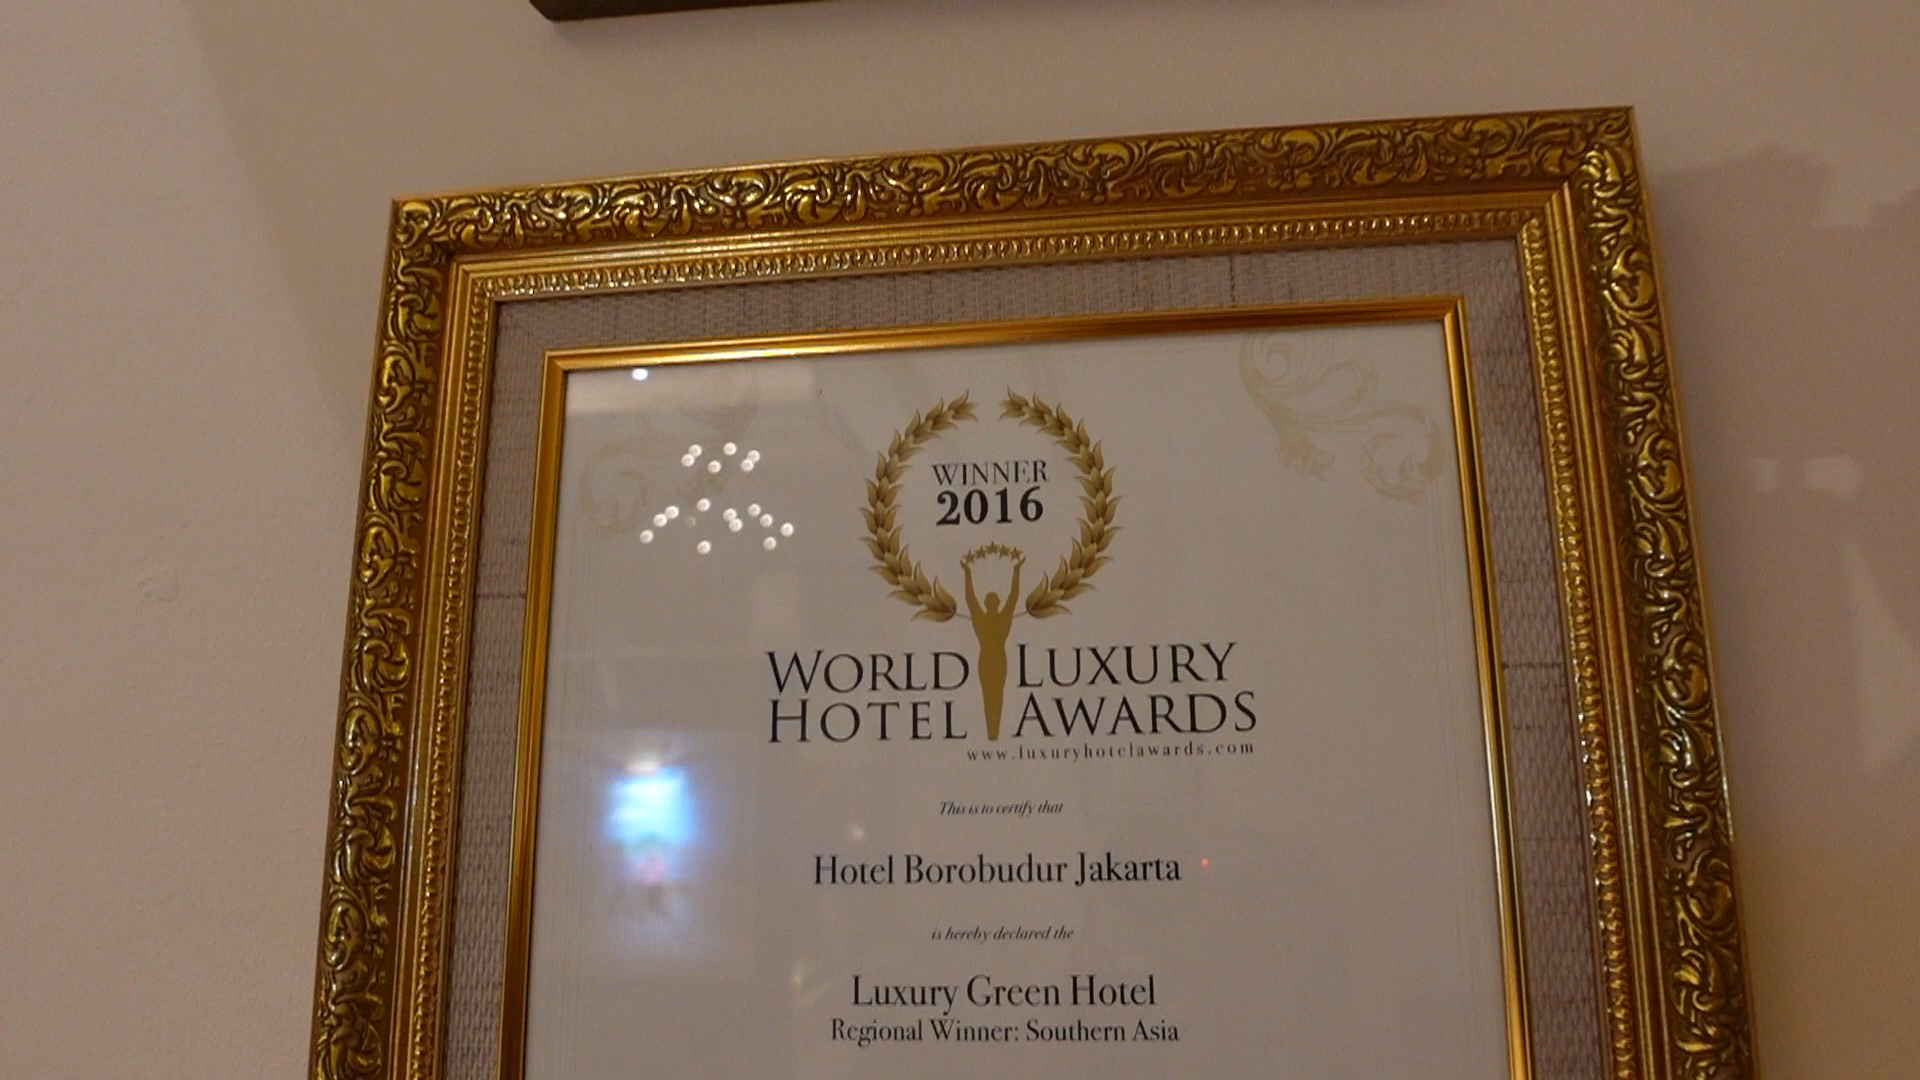 WINNER
2016
WORLD LUXURY
HOTEL AWARDS
www.luxuryhotelawards.com
This is to certify that
Hotel Borobudur Jakarta
is hereby declared the
Luxury Green Hotel
Regional Winner: Southern Asia